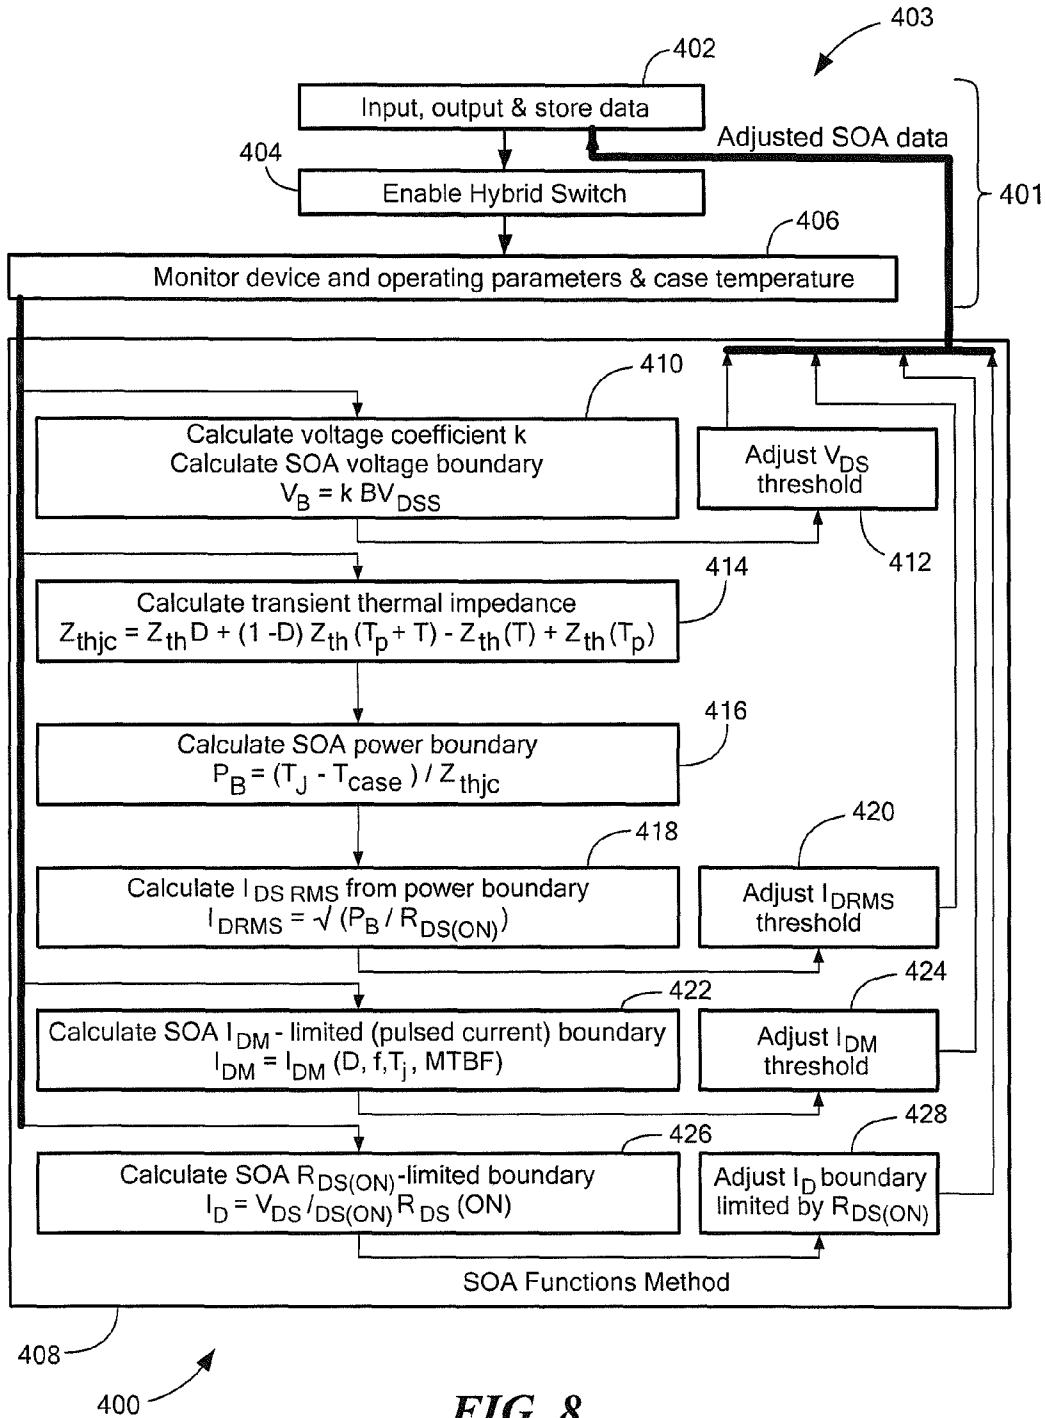 403
402
Input, output & store data
Adjusted SOA data
404
401
Enable Hybrid Switch
406
Monitor device and operating parameters & case temperature
410
Calculate voltage coefficient k
Calculate SOA voltage boundary
V_B = k BV_DSS
Adjust V_DS
threshold
412
414
Calculate transient thermal impedance
Z_thjc = Z_th D + (1 -D) Z_th (T_p + T) - Z_th (T) + Z_th (T_p)
416
Calculate SOA power boundary
P_B = (T_J - T_case ) / Z_thjc
418
420
Calculate I_DS RMS from power boundary
I_DRMS = √ (P_B / R_DS(ON))
Adjust I_DRMS
threshold
422
424
Calculate SOA I_DM - limited (pulsed current) boundary
I_DM = I_DM (D, f,T_j , MTBF)
Adjust I_DM
threshold
426
428
Calculate SOA R_DS(ON)-limited boundary
I_D = V_DS /_DS(ON) R_DS (ON)
Adjust I_D boundary
limited by R_DS(ON)
SOA Functions Method
408
400
FIG. 8